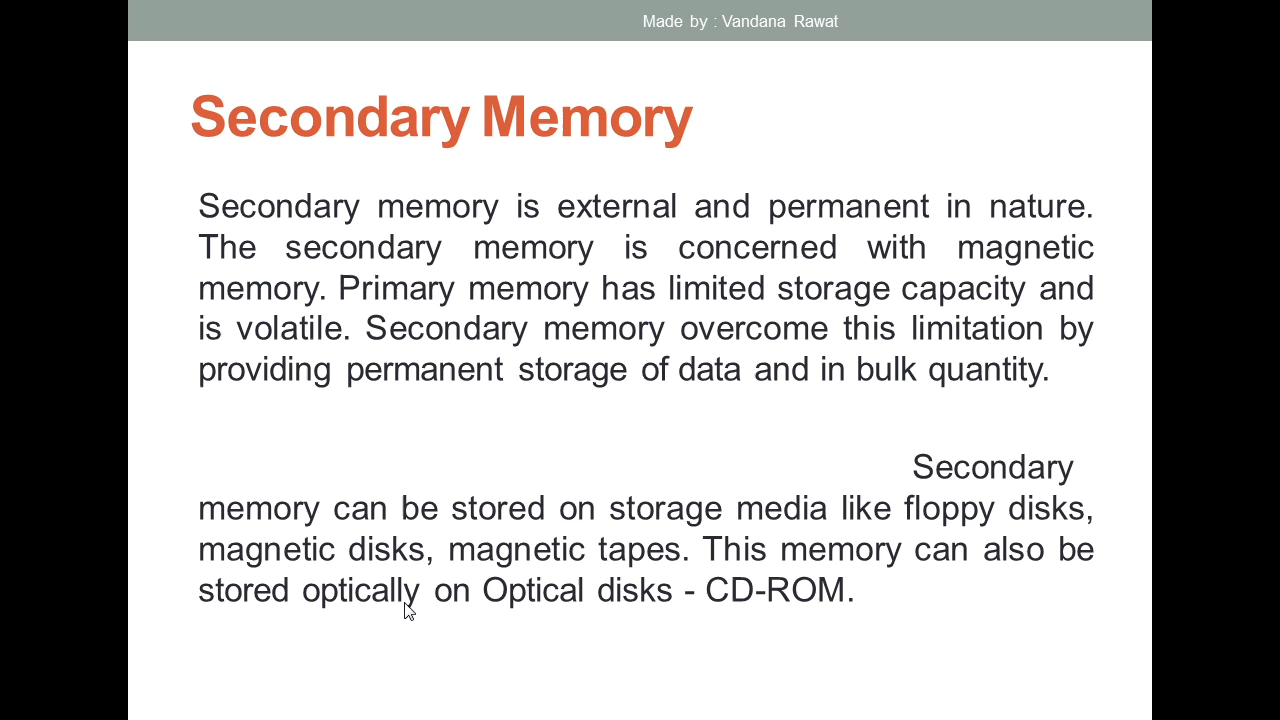 Made by : Vandana Rawat
Secondary Memory
Secondary memory is external and permanent in nature.
The secondary memory is concerned with magnetic
memory. Primary memory has limited storage capacity and
is volatile. Secondary memory overcome this limitation by
providing permanent storage of data and in bulk quantity.
Secondary
memory can be stored on storage media like floppy disks,
magnetic disks, magnetic tapes. This memory can also be
stored optically on Optical disks - CD-ROM.